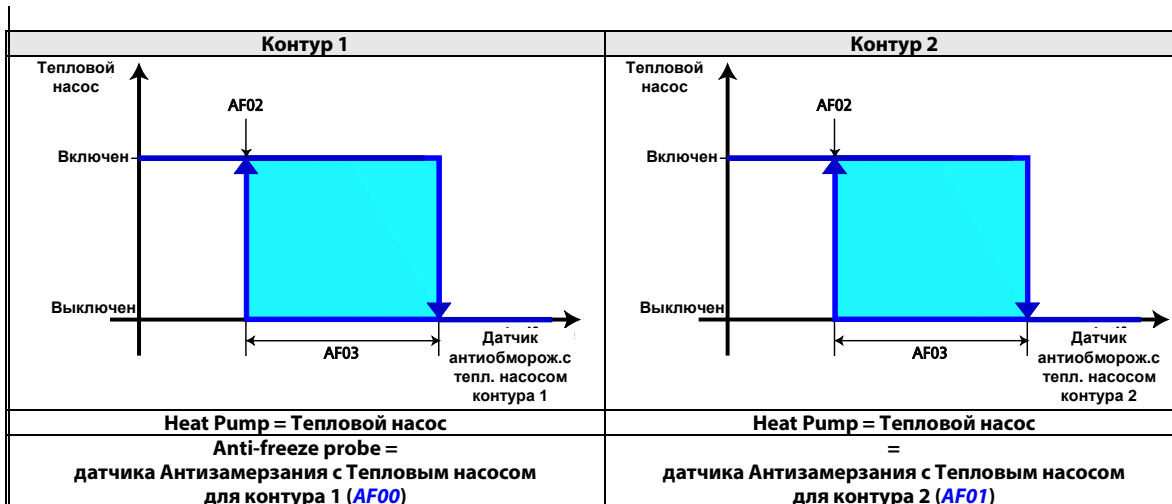 Контур 1
Контур 2
Тепловой
насос
AF02
Включен
Выключен
AF03
Датчик
антиобморож.с
тепл. насосом
контура 1
Тепловой
насос
AF02
Включен
Выключен
AF03
Датчик
антиобморож.с
тепл. насосом
контура 2
Heat Pump = Тепловой насос
Heat Pump = Тепловой насос
Anti-freeze probe =
датчика Антизамерзания с Тепловым насосом
для контура 1 (AF00)
=
датчика Антизамерзания с Тепловым насосом
для контура 2 (AF01)